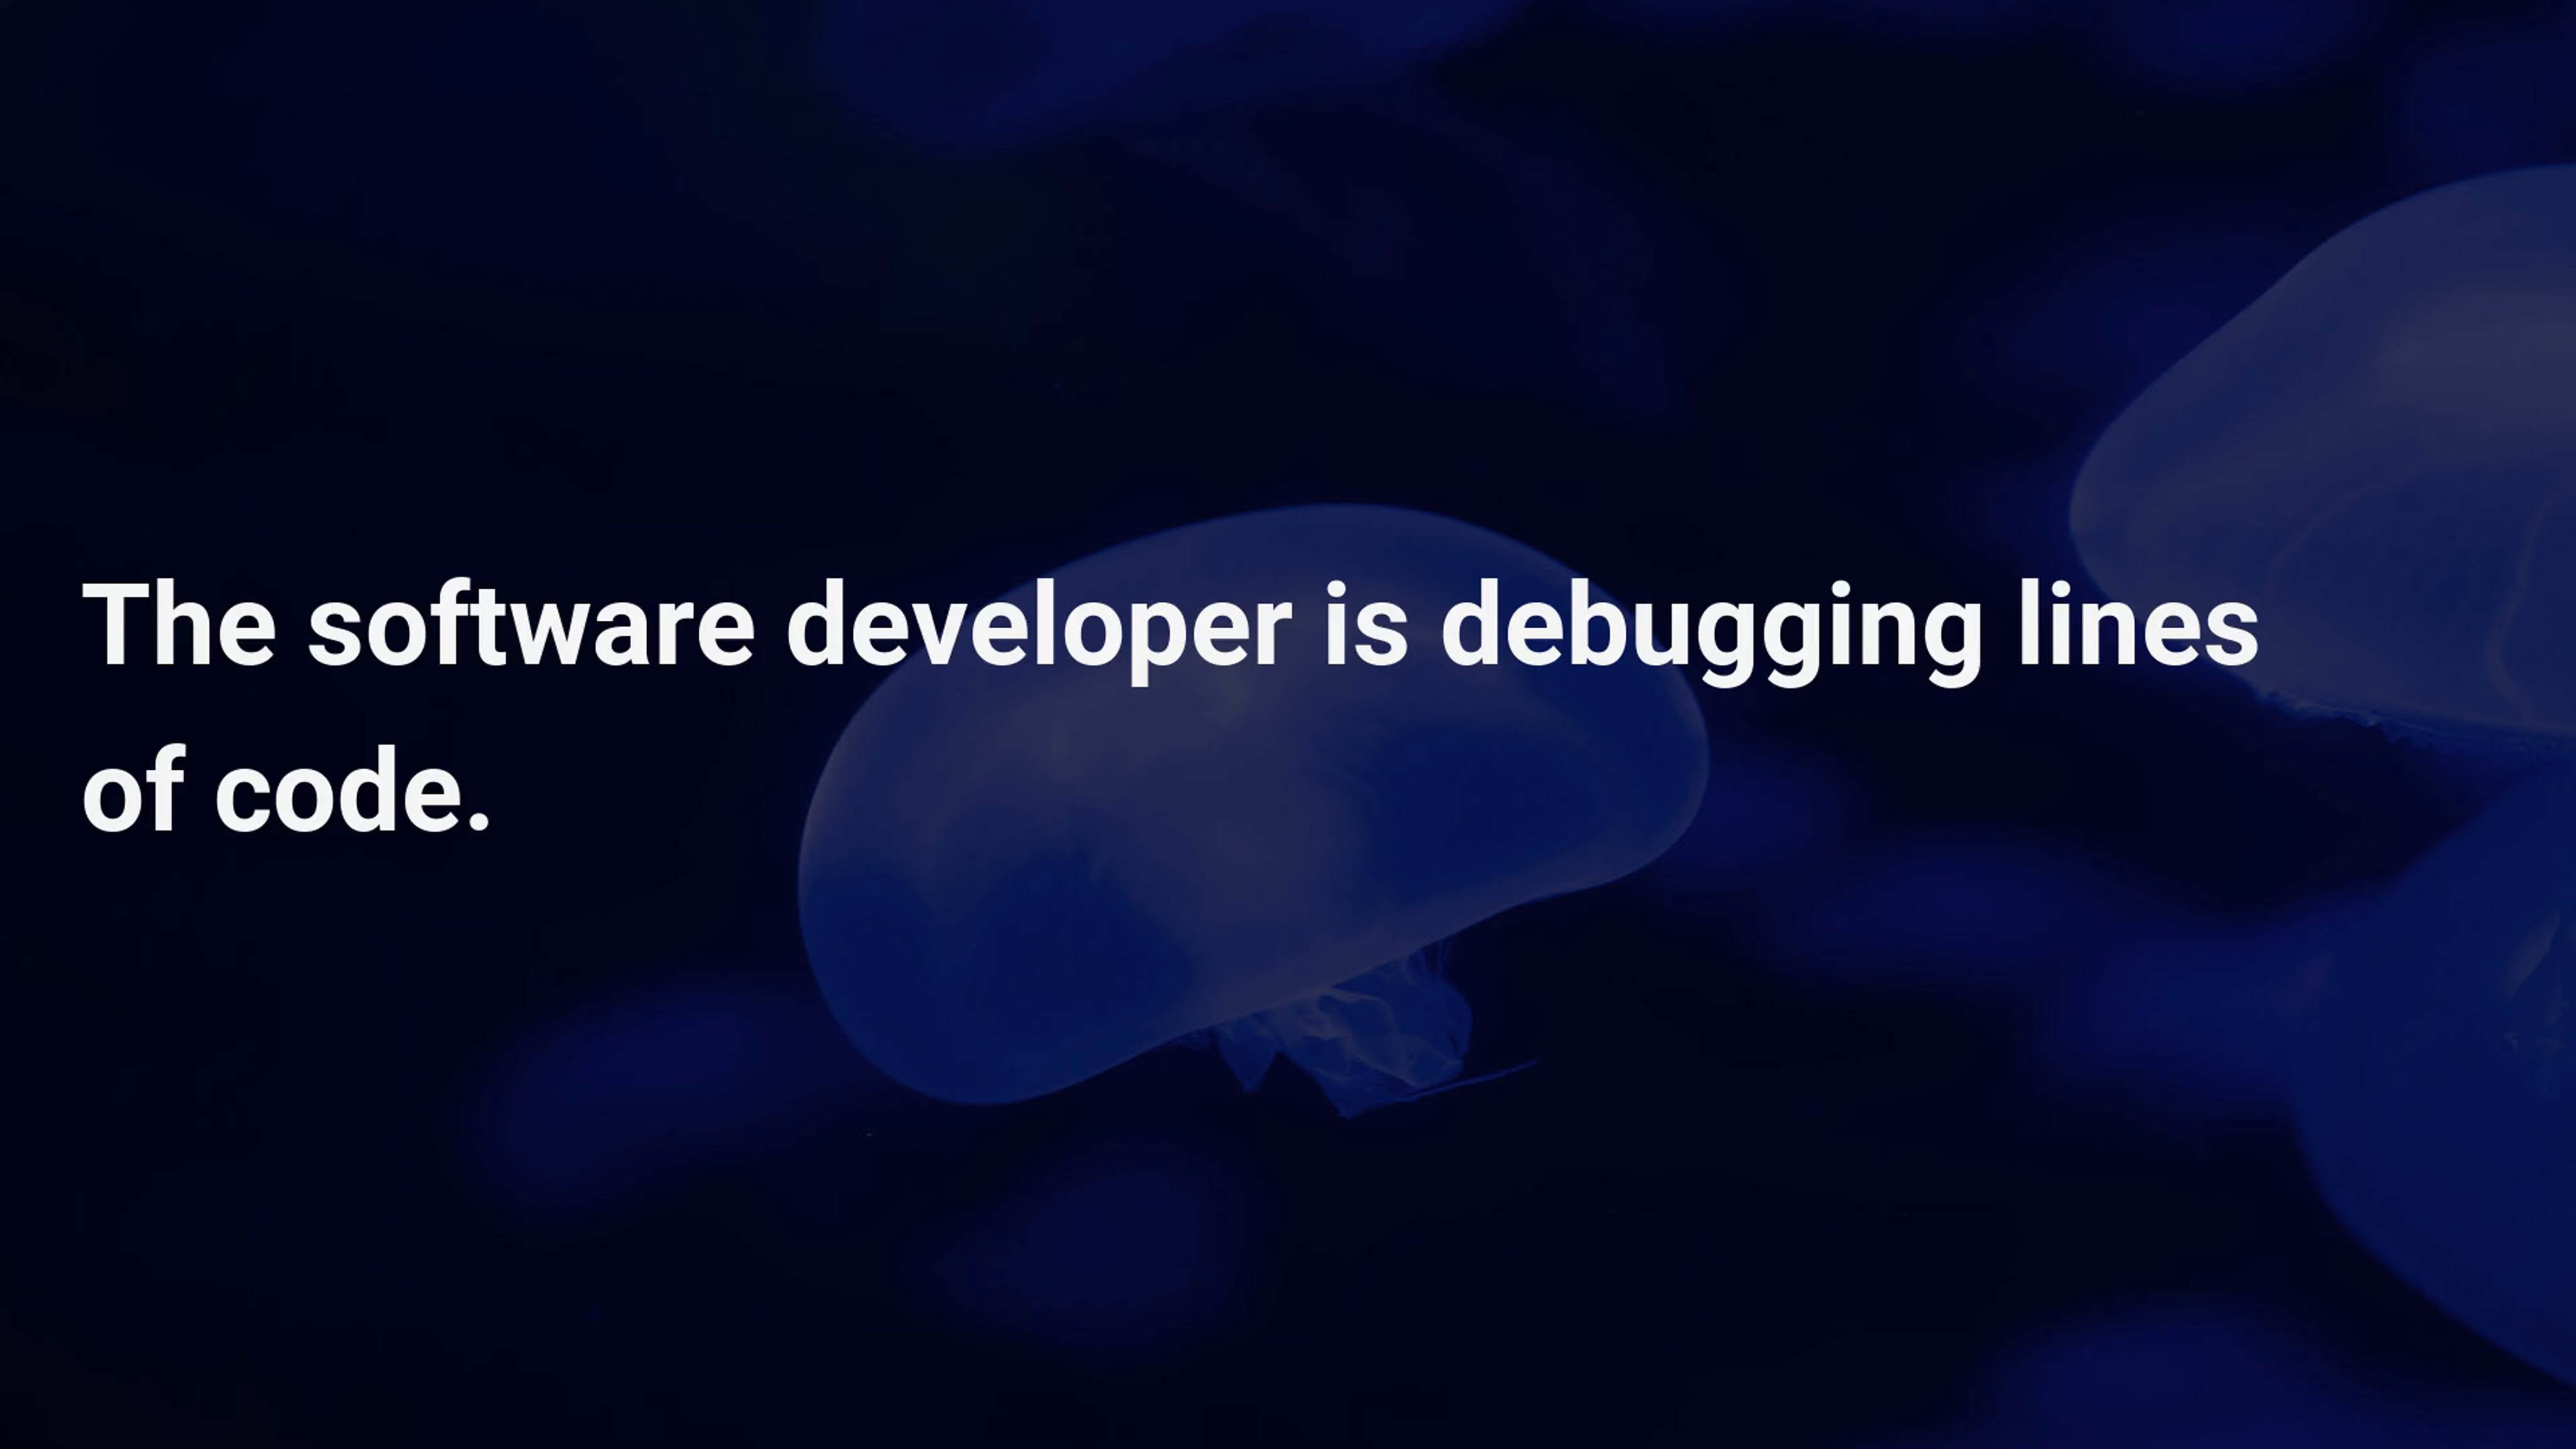 The software developer is debugging lines
of code.